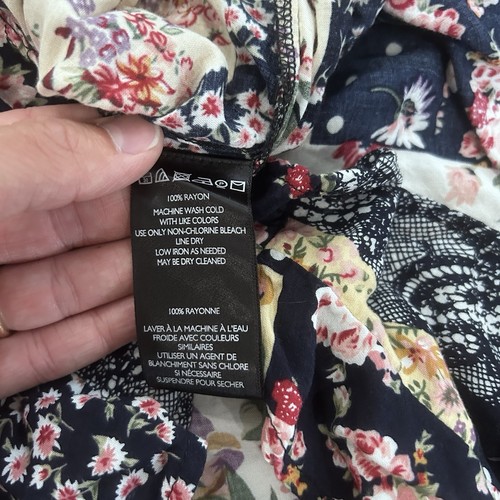 100% RAYON
MACHINE WASH COLD
WITH LIKE COLORS
USE ONLY NON-CHLORINE BLEACH
LINE DRY
LOW IRON AS NEEDED
MAY BE DRY CLEANED
100% RAYONNE
LAVER À LA MACHINE À L'EAU
FROIDE AVEC COULEURS
SIMILAIRES
UTILISER UN AGENT DE
BLANCHIMENT SANS CHLORE
SI NÉCESSAIRE
SUSPENDRE POUR SECHER